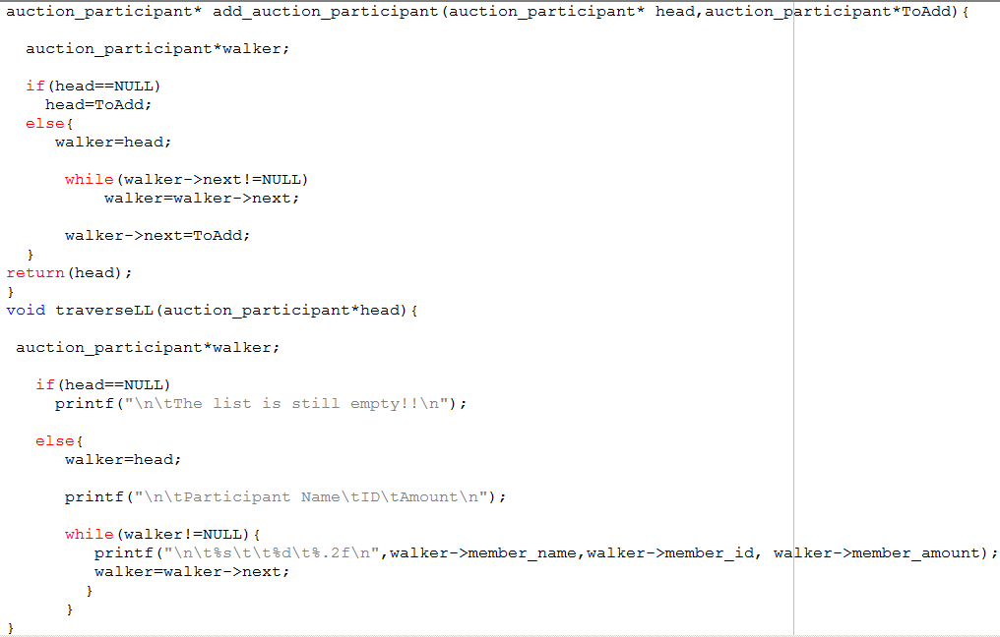 auction_participant* add_auction_participant(auction_participant* head,auction_participant*ToAdd){
auction_participant*walker;
if(head==NULL)
head=ToAdd;
else{
walker=head;
while(walker->next!=NULL)
walker=walker->next;
walker->next=ToAdd;
}
return(head);
}
void traverseLL(auction_participant*head){
auction_participant*walker;
if(head==NULL)
printf("\n\tThe list is still empty!!\n");
else{
walker=head;
printf("\n\tParticipant Name\tID\tAmount\n");
while(walker!=NULL){
printf("\n\t%s\t\t%d\t%.2f\n",walker->member_name,walker->member_id, walker->member_amount);
walker=walker->next;
}
}
}